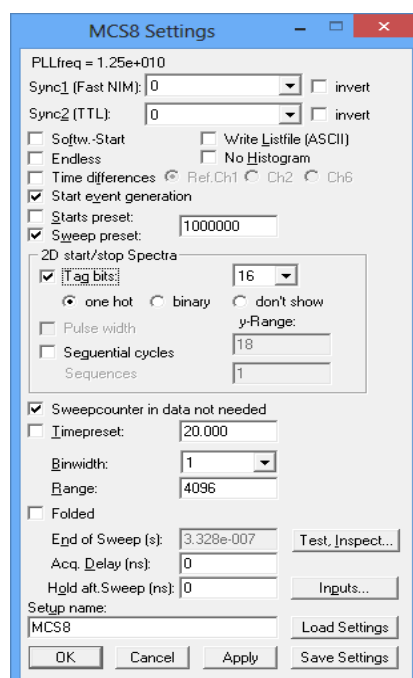 MCS8 Settings
PLLfreq = 1.25e+010
Sync1 (Fast NIM): 0 invert
Sync2 (TTL): 0 invert
Softw.-Start Write Listfile (ASCII)
Endless No Histogram
Time differences Ref.Ch1 Ch2 Ch6
Start event generation
Starts preset:
Sweep preset: 1000000
2D start/stop Spectra
Tag bits: 16
one hot binary don't show
Pulse width y-Range:
Sequential cycles 18
Sequences 1
Sweepcounter in data not needed
Timepreset: 20.000
Binwidth: 1
Range: 4096
Folded
End of Sweep (s): 3.328e-007 Test, Inspect...
Acq. Delay (ns): 0
Hold aft.Sweep (ns): 0 Inputs...
Setup name:
MCS8 Load Settings
OK Cancel Apply Save Settings